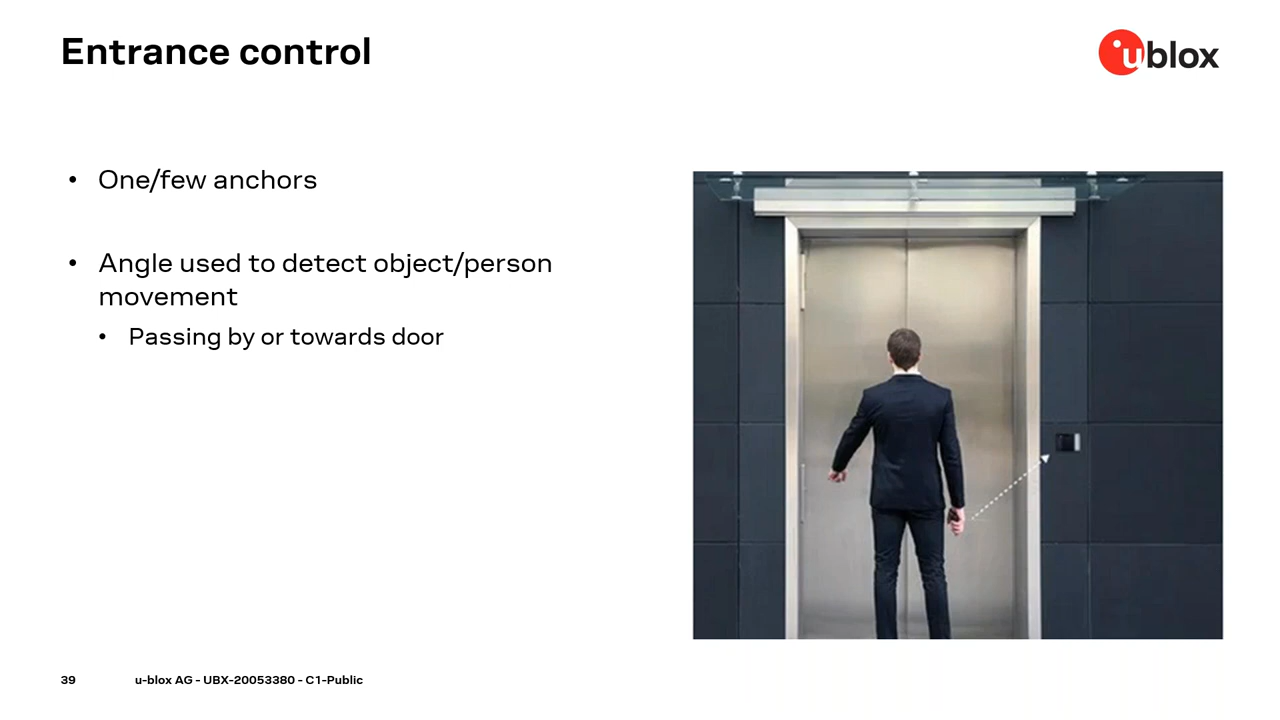 Entrance control
ublox
• One/few anchors
• Angle used to detect object/person
movement
• Passing by or towards door
39 u-blox AG - UBX-20053380 - C1-Public